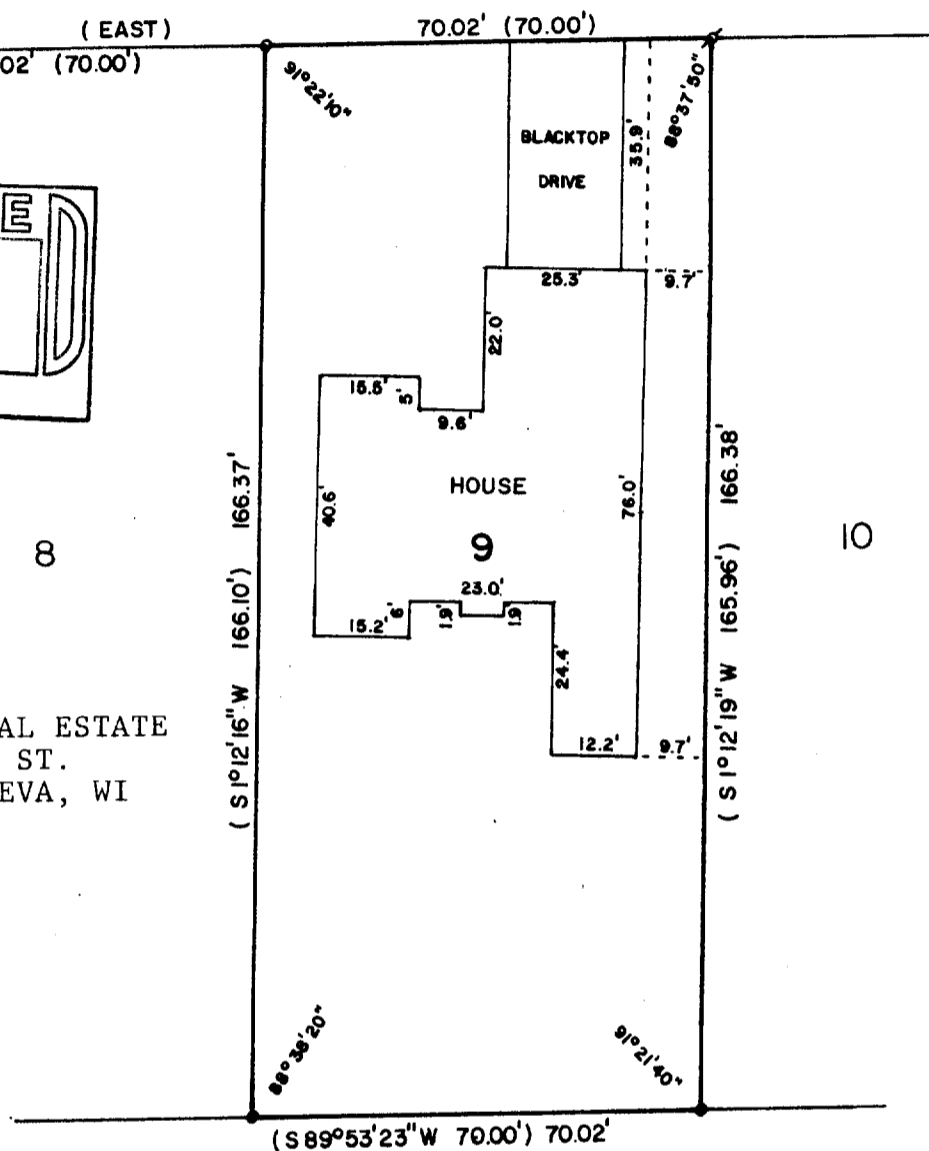 ( EAST )
70.02' (70.00')
02' (70.00')
91°22'10"
88°37'50"
BLACKTOP
DRIVE
35.9'
E D
25.3'
9.7'
22.0'
15.5'
5'
9.6'
166.37'
166.38'
HOUSE
40.6'
76.0'
9
8
10
23.0'
(S 1°12'16" W 166.10')
(S 1°12'19" W 165.96')
6'
1.9'
1.9'
15.2'
24.4'
AL ESTATE
ST.
EVA, WI
12.2'
9.7'
88°38'20"
91°21'40"
(S 89°53'23" W 70.00') 70.02'